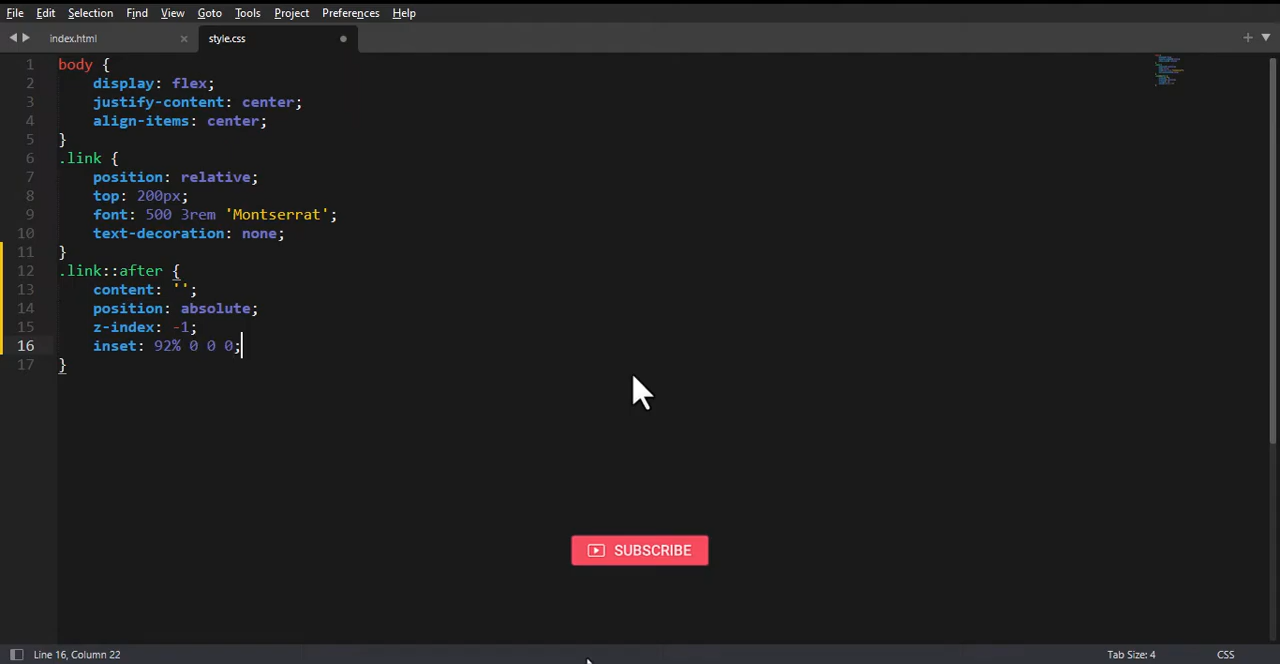 File Edit Selection Find View Goto Tools Project Preferences Help
index.html style.css
1 body {
2 display: flex;
3 justify-content: center;
4 align-items: center;
5 }
6 .link {
7 position: relative;
8 top: 200px;
9 font: 500 3rem 'Montserrat';
10 text-decoration: none;
11 }
12 .link::after {
13 content: '';
14 position: absolute;
15 z-index: -1;
16 inset: 92% 0 0 0;
17 }
SUBSCRIBE
Line 16, Column 22 Tab Size: 4 CSS